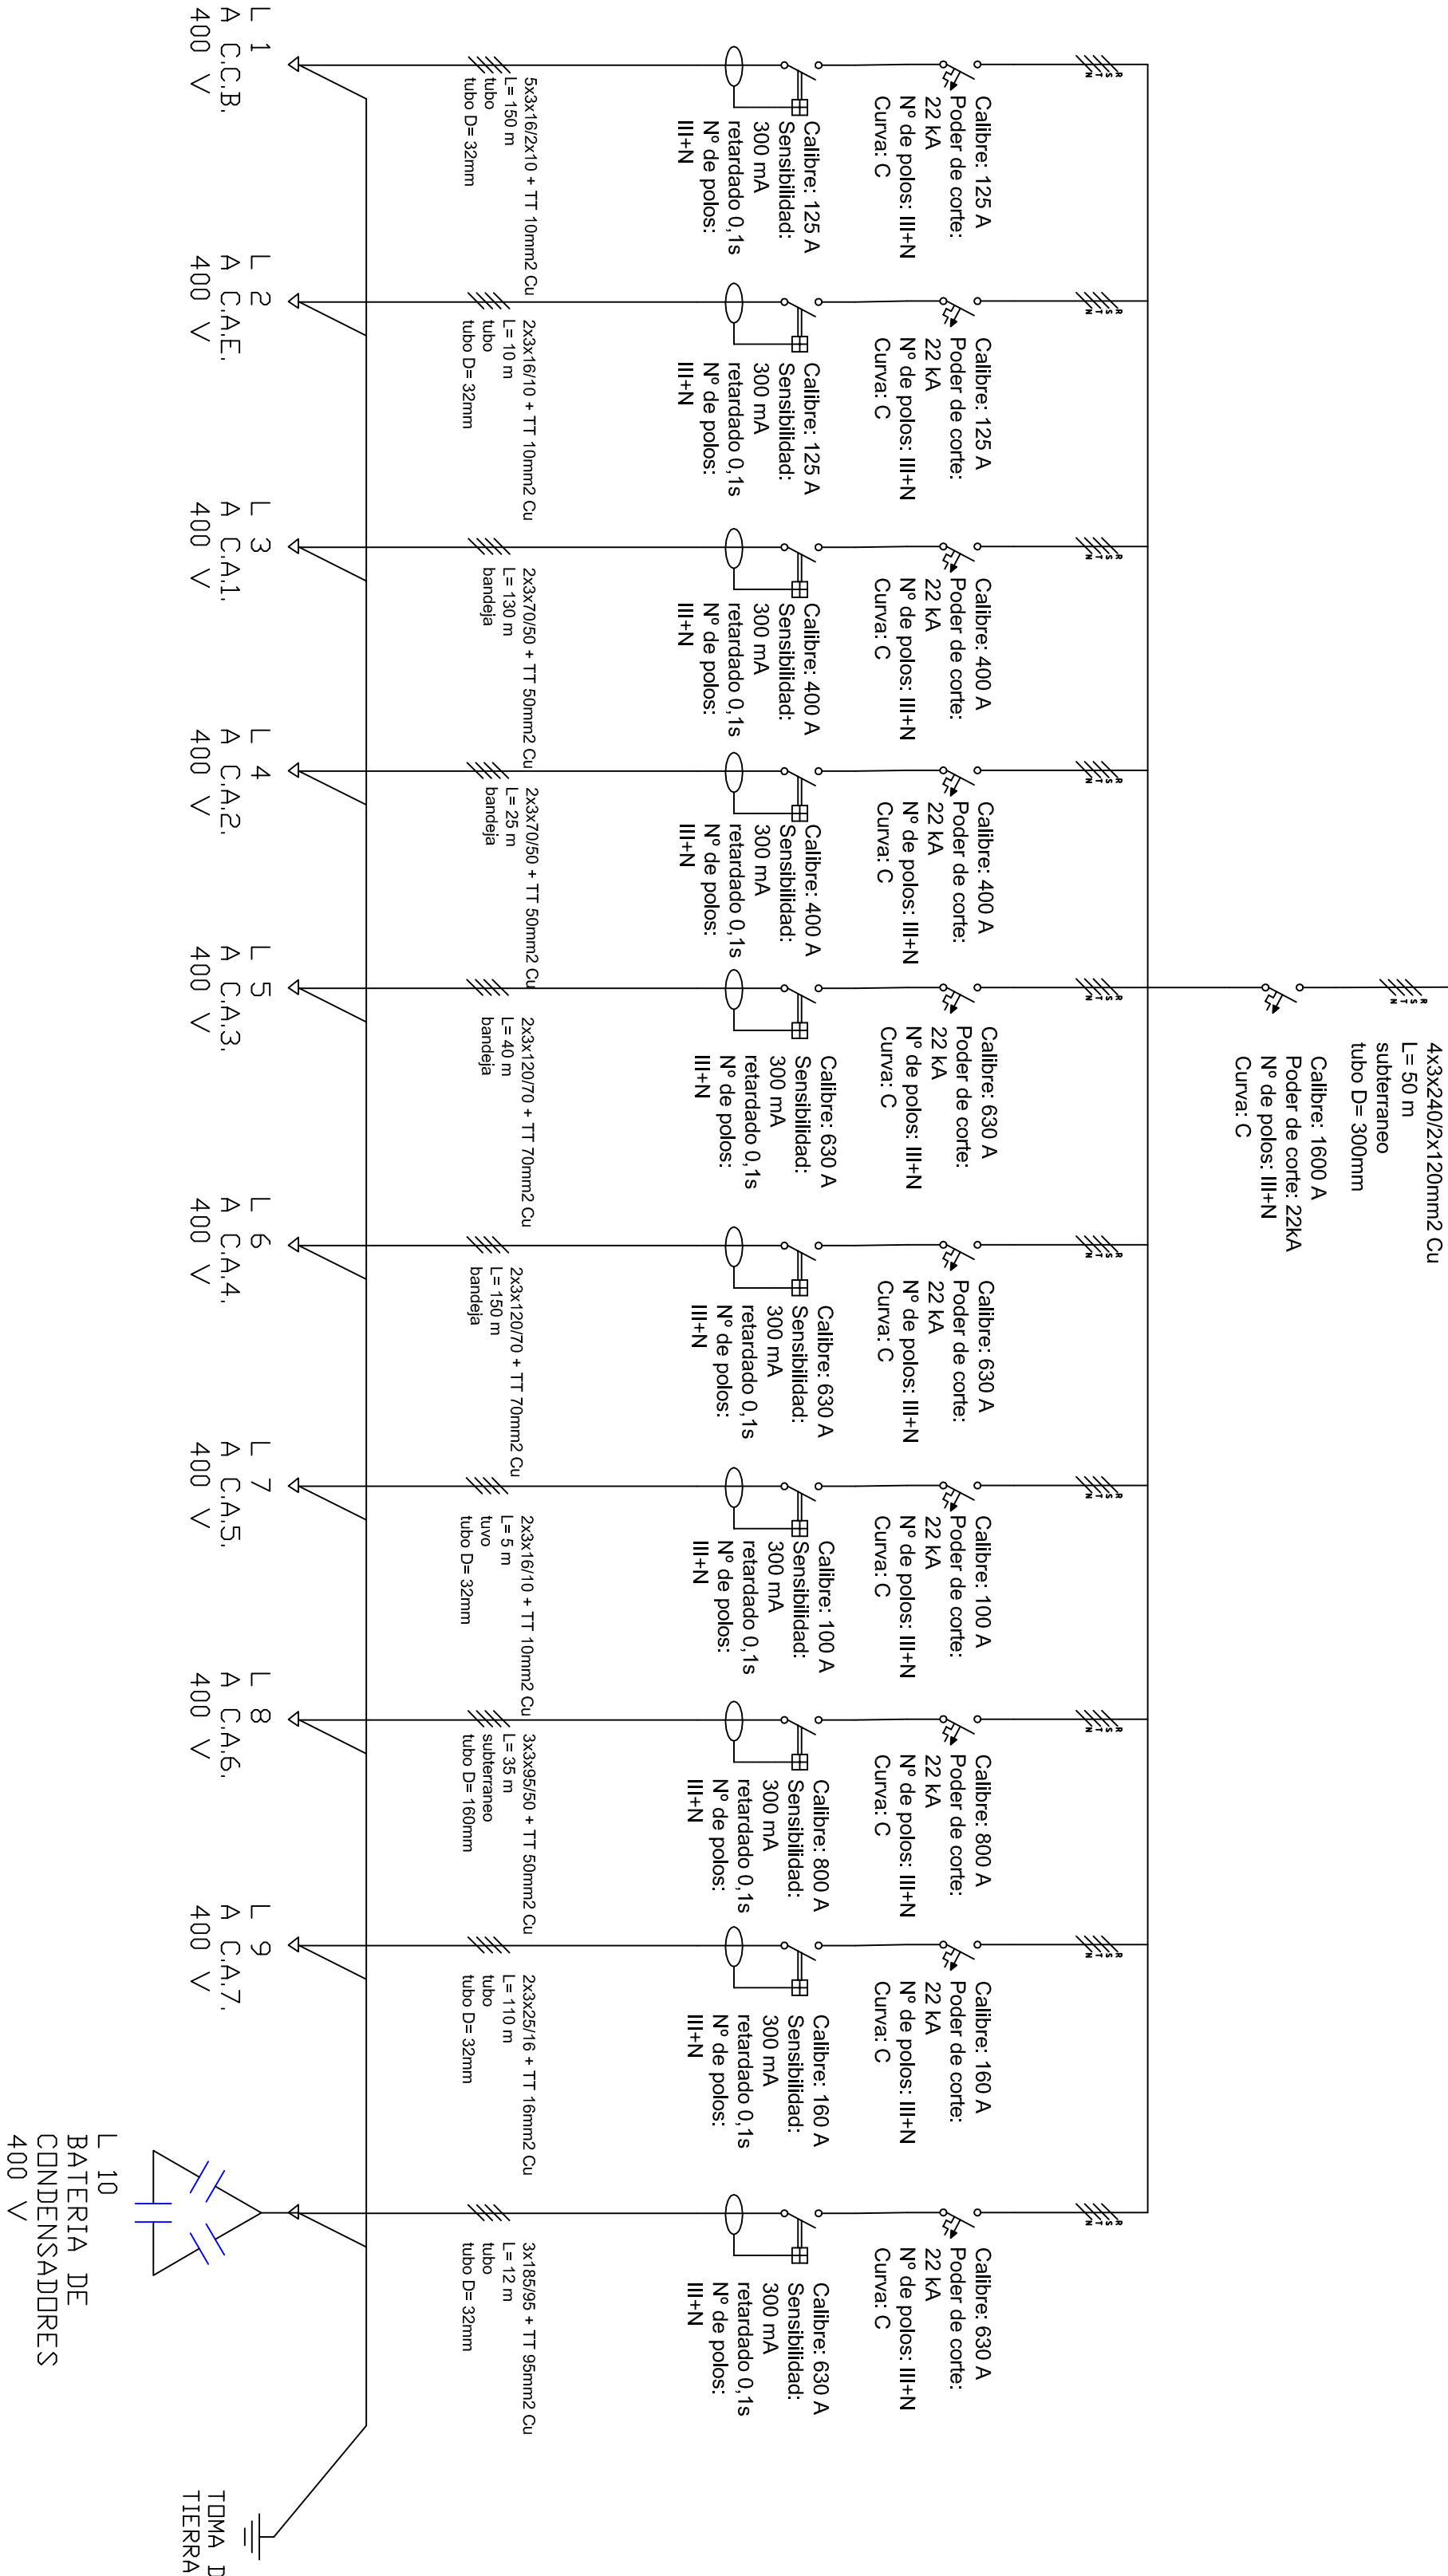 4x3x240/2x120mm2 Cu
L= 50 m
subterraneo
tubo D= 300mm
R
S
T
N
Calibre: 1600 A
Poder de corte: 22kA
Nº de polos: III+N
Curva: C
R
S
T
N
Calibre: 125 A
Poder de corte:
22 kA
Nº de polos: III+N
Curva: C
Calibre: 125 A
Sensibilidad:
300 mA
retardado 0,1s
Nº de polos:
III+N
5x3x16/2x10 + TT 10mm2 Cu
L= 150 m
tubo
tubo D= 32mm
L 1
A C.C.B.
400 V
R
S
T
N
Calibre: 125 A
Poder de corte:
22 kA
Nº de polos: III+N
Curva: C
Calibre: 125 A
Sensibilidad:
300 mA
retardado 0,1s
Nº de polos:
III+N
2x3x16/10 + TT 10mm2 Cu
L= 10 m
tubo
tubo D= 32mm
L 2
A C.A.E.
400 V
R
S
T
N
Calibre: 400 A
Poder de corte:
22 kA
Nº de polos: III+N
Curva: C
Calibre: 400 A
Sensibilidad:
300 mA
retardado 0,1s
Nº de polos:
III+N
2x3x70/50 + TT 50mm2 Cu
L= 130 m
bandeja
L 3
A C.A.1.
400 V
R
S
T
N
Calibre: 400 A
Poder de corte:
22 kA
Nº de polos: III+N
Curva: C
Calibre: 400 A
Sensibilidad:
300 mA
retardado 0,1s
Nº de polos:
III+N
2x3x70/50 + TT 50mm2 Cu
L= 25 m
bandeja
L 4
A C.A.2.
400 V
R
S
T
N
Calibre: 630 A
Poder de corte:
22 kA
Nº de polos: III+N
Curva: C
Calibre: 630 A
Sensibilidad:
300 mA
retardado 0,1s
Nº de polos:
III+N
2x3x120/70 + TT 70mm2 Cu
L= 40 m
bandeja
L 5
A C.A.3.
400 V
R
S
T
N
Calibre: 630 A
Poder de corte:
22 kA
Nº de polos: III+N
Curva: C
Calibre: 630 A
Sensibilidad:
300 mA
retardado 0,1s
Nº de polos:
III+N
2x3x120/70 + TT 70mm2 Cu
L= 150 m
bandeja
L 6
A C.A.4.
400 V
R
S
T
N
Calibre: 100 A
Poder de corte:
22 kA
Nº de polos: III+N
Curva: C
Calibre: 100 A
Sensibilidad:
300 mA
retardado 0,1s
Nº de polos:
III+N
2x3x16/10 + TT 10mm2 Cu
L= 5 m
tuvo
tubo D= 32mm
L 7
A C.A.5.
400 V
R
S
T
N
Calibre: 800 A
Poder de corte:
22 kA
Nº de polos: III+N
Curva: C
Calibre: 800 A
Sensibilidad:
300 mA
retardado 0,1s
Nº de polos:
III+N
3x3x95/50 + TT 50mm2 Cu
L= 35 m
subterraneo
tubo D= 160mm
L 8
A C.A.6.
400 V
R
S
T
N
Calibre: 160 A
Poder de corte:
22 kA
Nº de polos: III+N
Curva: C
Calibre: 160 A
Sensibilidad:
300 mA
retardado 0,1s
Nº de polos:
III+N
2x3x25/16 + TT 16mm2 Cu
L= 110 m
tubo
tubo D= 32mm
L 9
A C.A.7.
400 V
R
S
T
N
Calibre: 630 A
Poder de corte:
22 kA
Nº de polos: III+N
Curva: C
Calibre: 630 A
Sensibilidad:
300 mA
retardado 0,1s
Nº de polos:
III+N
3x185/95 + TT 95mm2 Cu
L= 12 m
tubo
tubo D= 32mm
L 10
BATERIA DE
CONDENSADORES
400 V
TOMA D
TIERRA